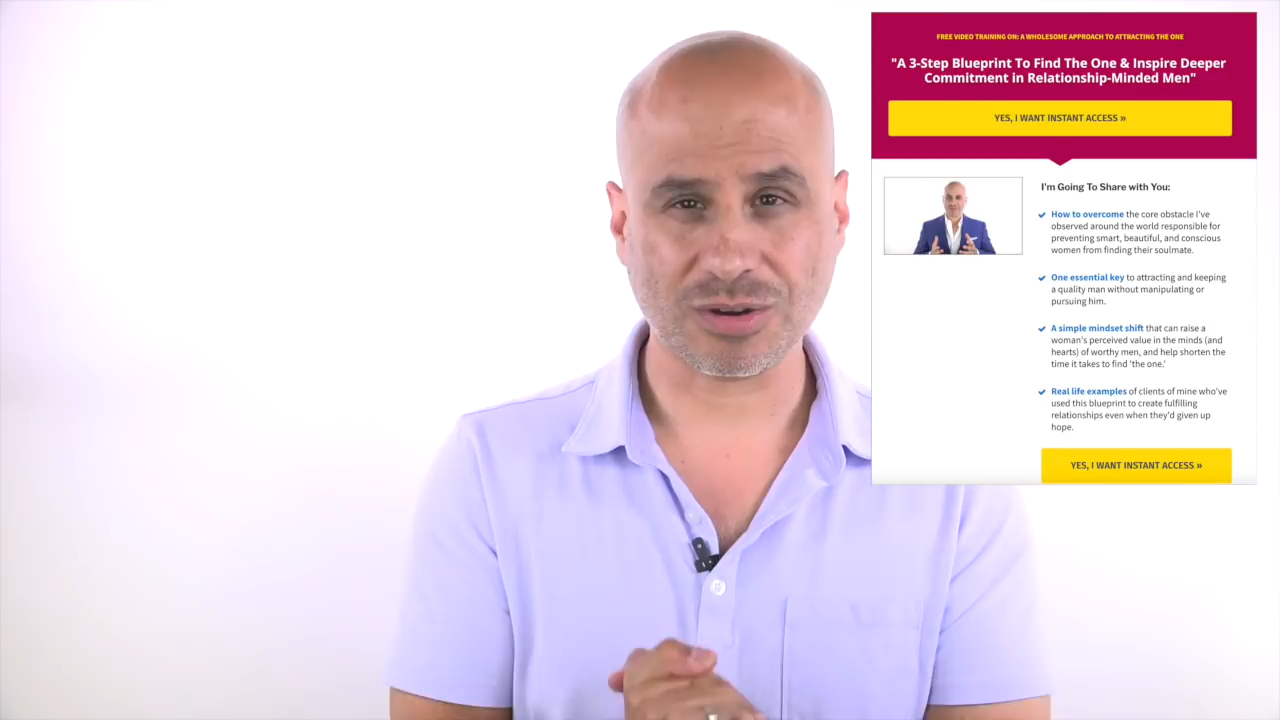 FREE VIDEO TRAINING ON: A WHOLESOME APPROACH TO ATTRACTING THE ONE
"A 3-Step Blueprint To Find The One & Inspire Deeper
Commitment in Relationship-Minded Men"
YES, I WANT INSTANT ACCESS »
I'm Going To Share with You:
How to overcome the core obstacle I've
observed around the world responsible for
preventing smart, beautiful, and conscious
women from finding their soulmate.
One essential key to attracting and keeping
a quality man without manipulating or
pursuing him.
A simple mindset shift that can raise a
woman's perceived value in the minds (and
hearts) of worthy men, and help shorten the
time it takes to find 'the one.'
Real life examples of clients of mine who've
used this blueprint to create fulfilling
relationships even when they'd given up
hope.
YES, I WANT INSTANT ACCESS »